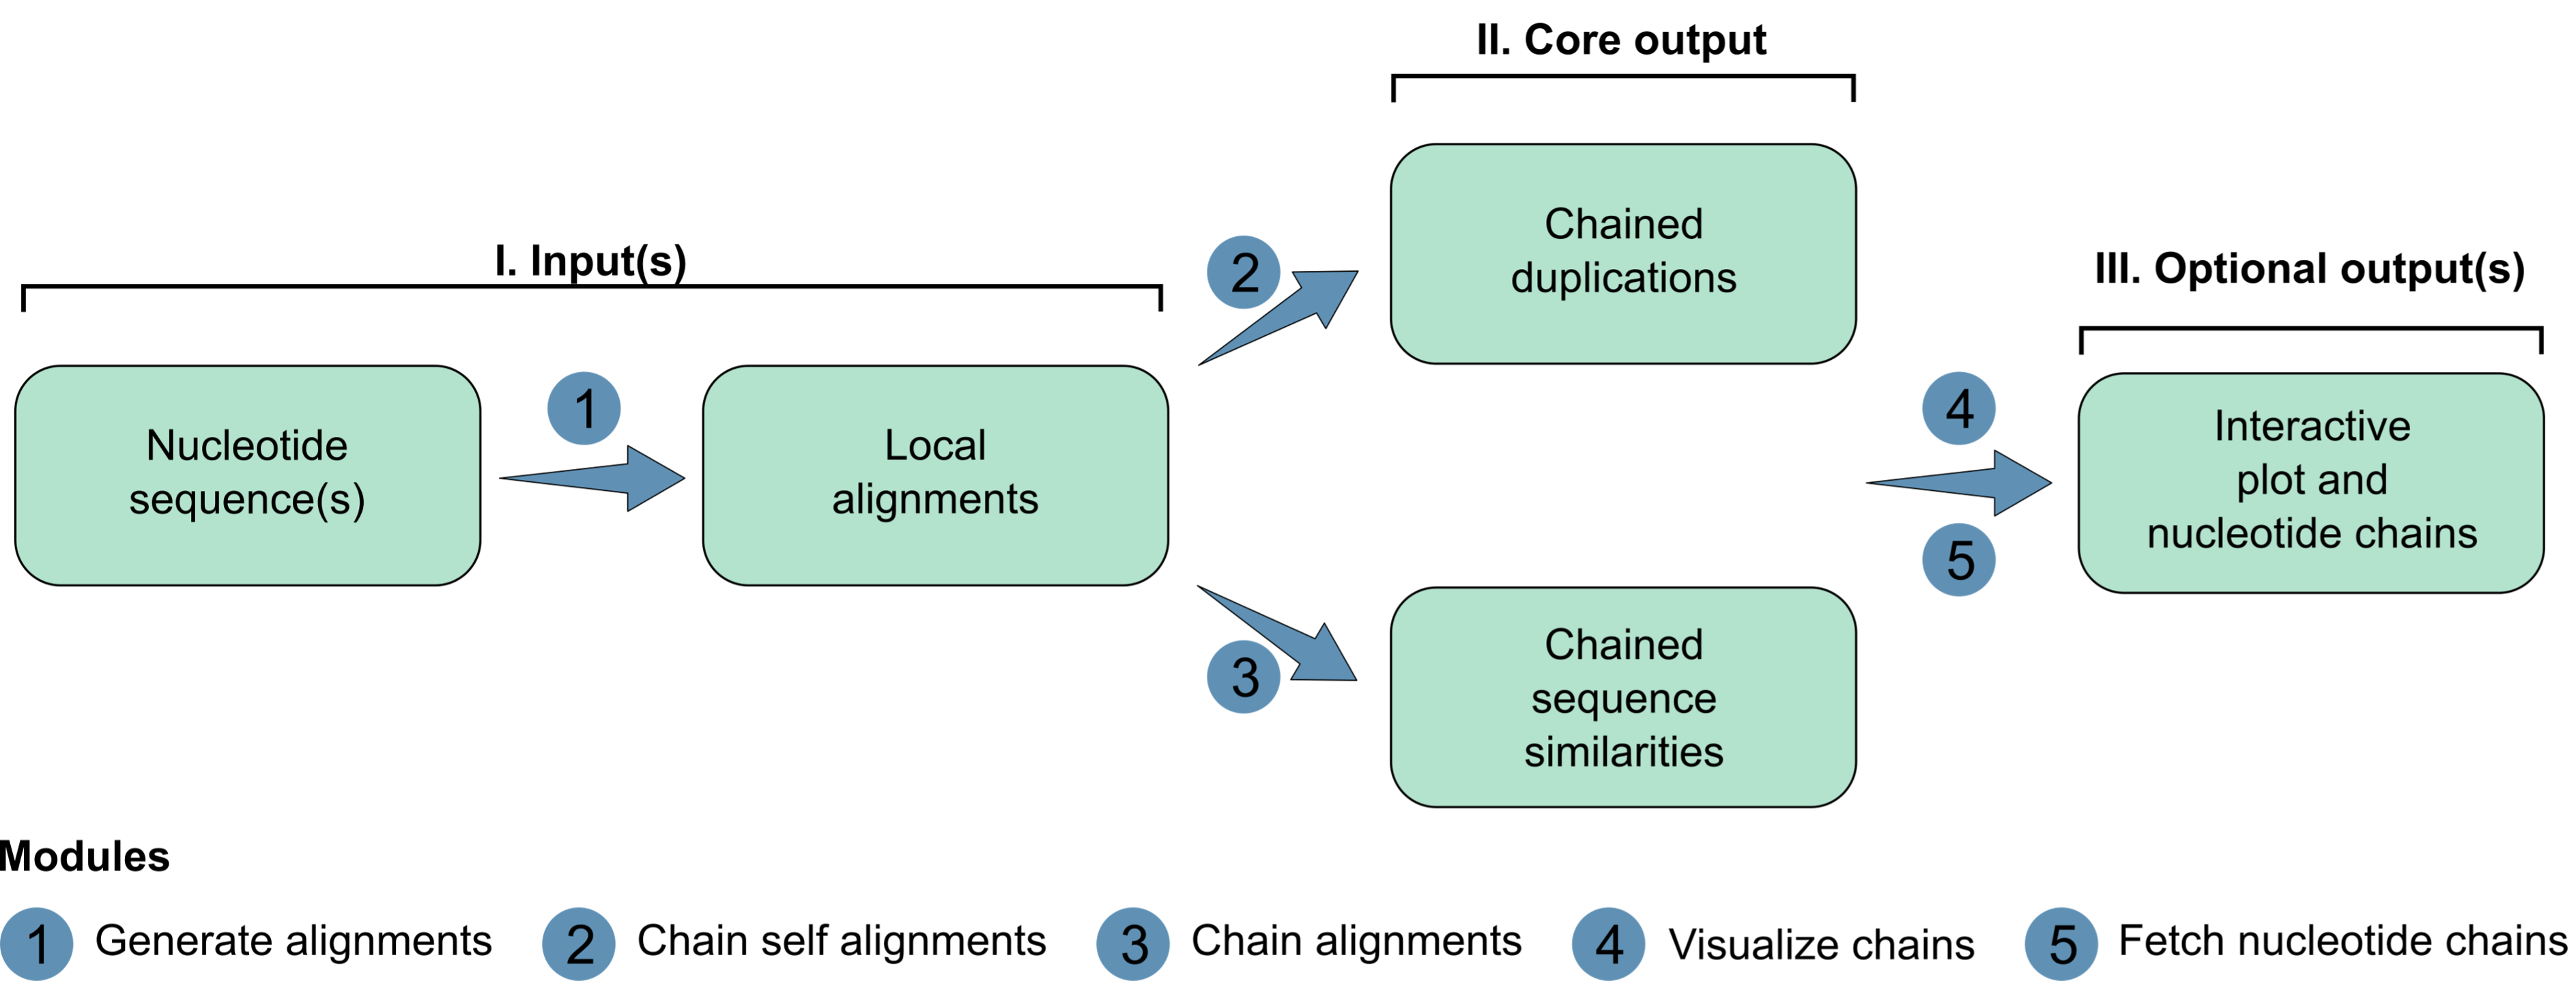 II. Core output
Chained
duplications
I. Input(s)
III. Optional output(s)
2
1
4
Nucleotide
sequence(s)
Local
alignments
Interactive
plot and
nucleotide chains
5
3
Chained
sequence
similarities
Modules
1 Generate alignments
2 Chain self alignments
3 Chain alignments
4 Visualize chains
5 Fetch nucleotide chains